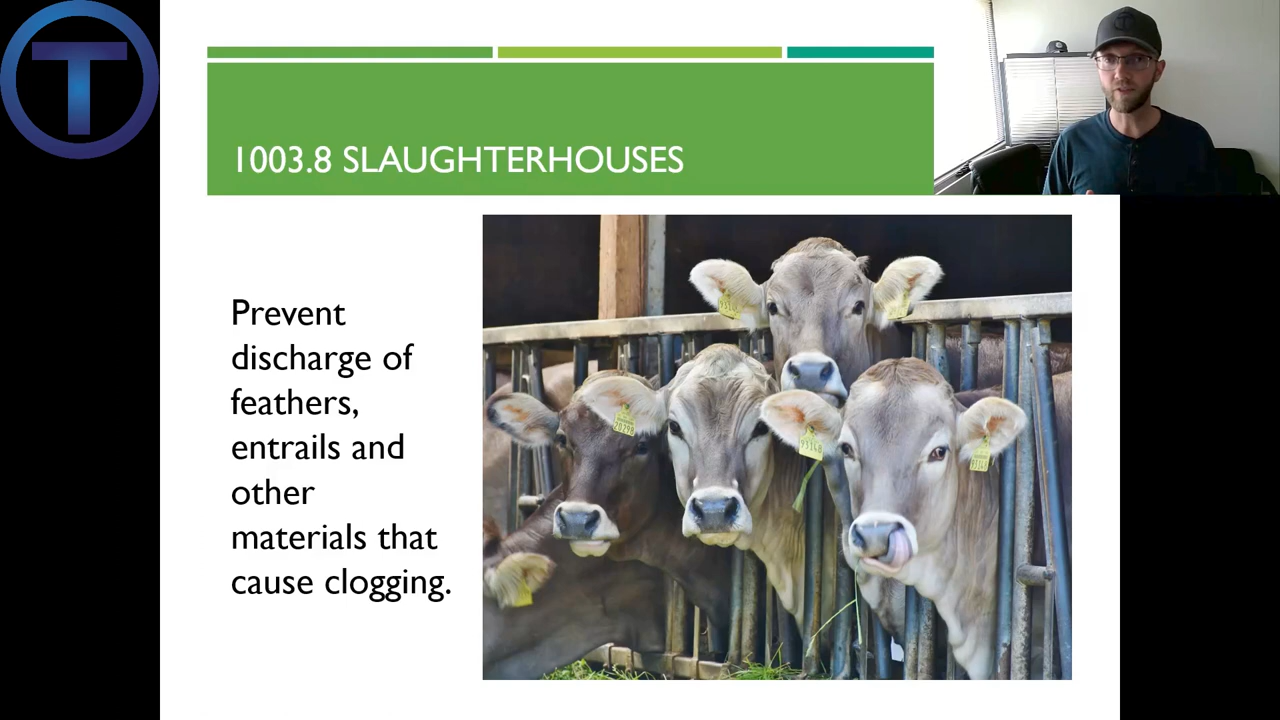 T
1003.8 SLAUGHTERHOUSES
Prevent
discharge of
feathers,
entrails and
other
materials that
cause clogging.